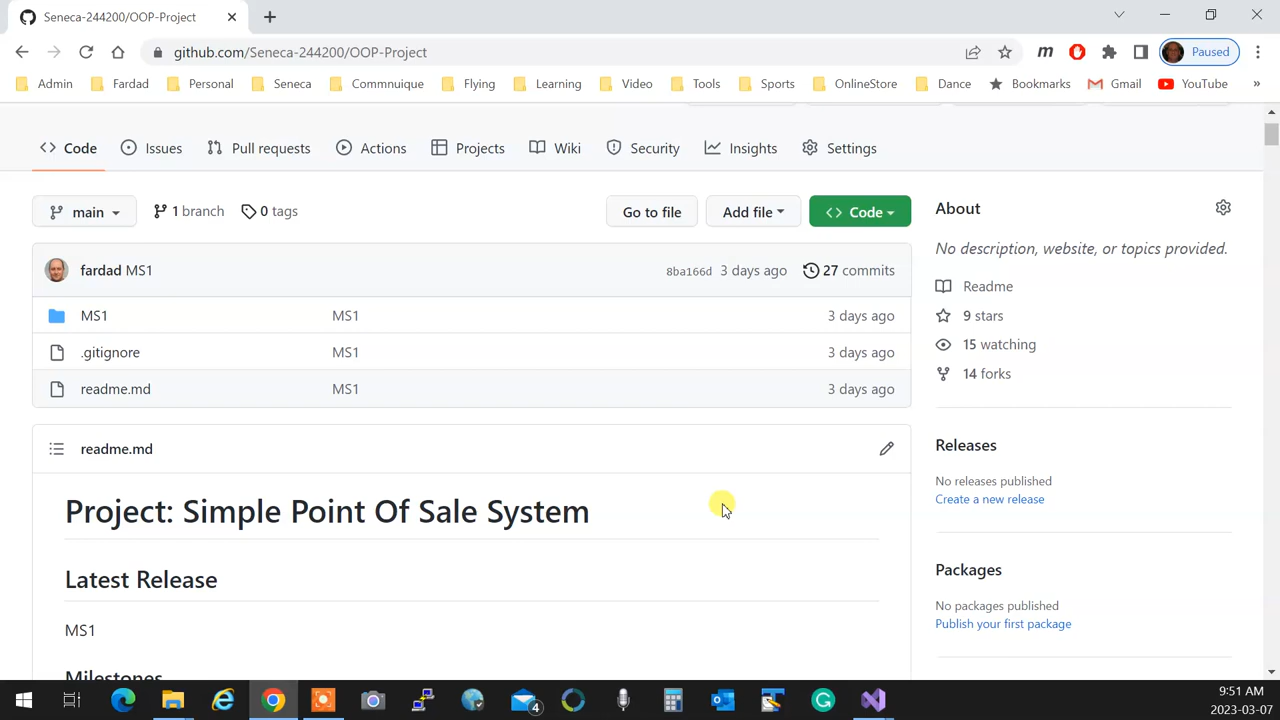 Seneca-244200/OOP-Project
github.com/Seneca-244200/OOP-Project
m
Paused
Admin Fardad Personal Seneca Commnuique Flying Learning Video Tools Sports OnlineStore Dance Bookmarks Gmail YouTube »
<> Code Issues Pull requests Actions Projects Wiki Security Insights Settings
main 1 branch 0 tags Go to file Add file <> Code
fardad MS1 8ba166d 3 days ago 27 commits
MS1 MS1 3 days ago
.gitignore MS1 3 days ago
readme.md MS1 3 days ago
readme.md
Project: Simple Point Of Sale System
Latest Release
MS1
Milestones
About
No description, website, or topics provided.
Readme
9 stars
15 watching
14 forks
Releases
No releases published
Create a new release
Packages
No packages published
Publish your first package
4
9:51 AM
2023-03-07